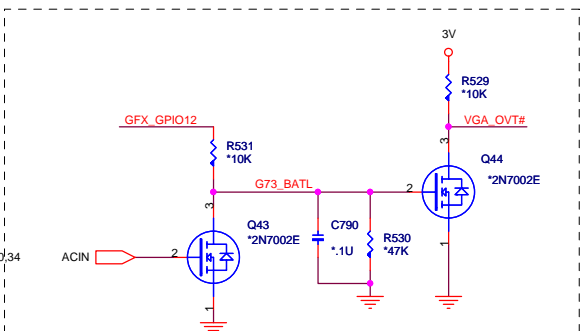 3V
R529
*10K
GFX_GPIO12
VGA_OVT#
R531
*10K
3
Q44
G73_BATL
*2N7002E
2
3
Q43
C790
*2N7002E
R530
.34
ACIN
2
*.1U
*47K
1
1